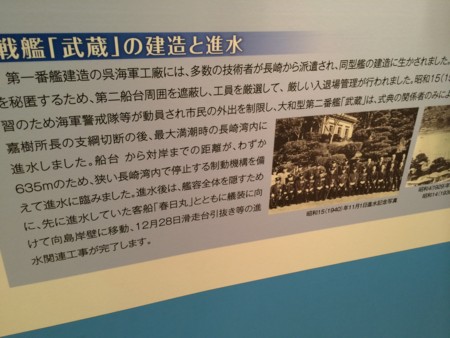 戦艦「武蔵」の建造と進水
第一番艦建造の呉海軍工廠には、多数の技術者が長崎から派遣され、同型艦の建造に生かされました。
を秘匿するため、第二船台周囲を遮蔽し、工員を厳選して、厳しい入退場管理が行われました。昭和15(19
習のため海軍警戒隊等が動員され市民の外出を制限し、大和型第二番艦「武蔵」は、式典の関係者のみによ
嘉樹所長の支綱切断の後、最大満潮時の長崎湾内に
進水しました。船台から対岸までの距離が、わずか
635mのため、狭い長崎湾内で停止する制動機構を備
えて進水に臨みました。進水後は、艦容全体を隠すため
に、先に進水していた客船「春日丸」とともに艤装に向
けて向島岸壁に移動、12月28日滑走台引抜き等の進
水関連工事が完了します。
昭和15(1940)年11月1日進水記念写真